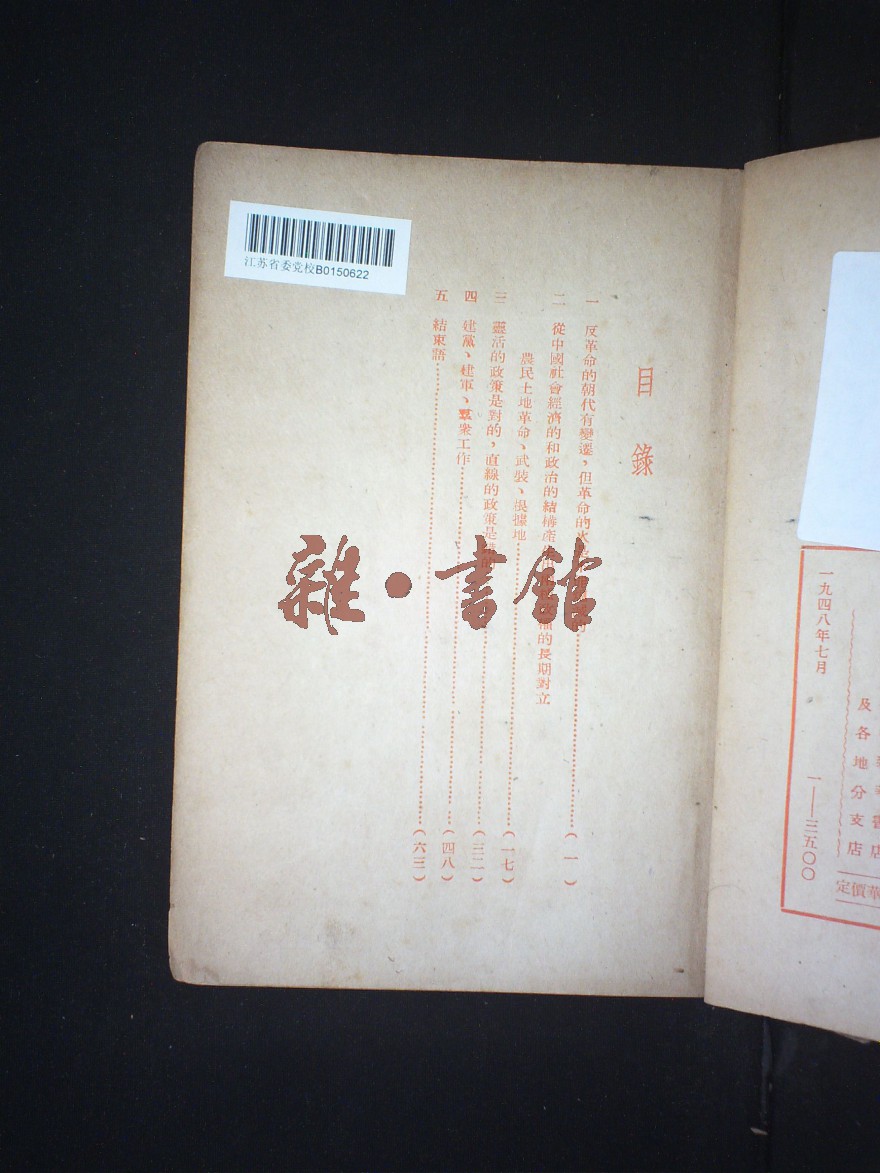 江苏省委党校B0150622
目錄
一 反革命的朝代有變遷，但革命的火……（一）
二 從中國社會經濟的和政治的結構產……的長期對立
農民土地革命、武裝、根據地……（一七）
三 靈活的政策是對的，直線的政策是……（三二）
四 建黨、建軍、羣衆工作……（四八）
五 結束語……（六三）
雜·書館
及各地分支店
定價華
一九四八年七月
一——三五〇〇